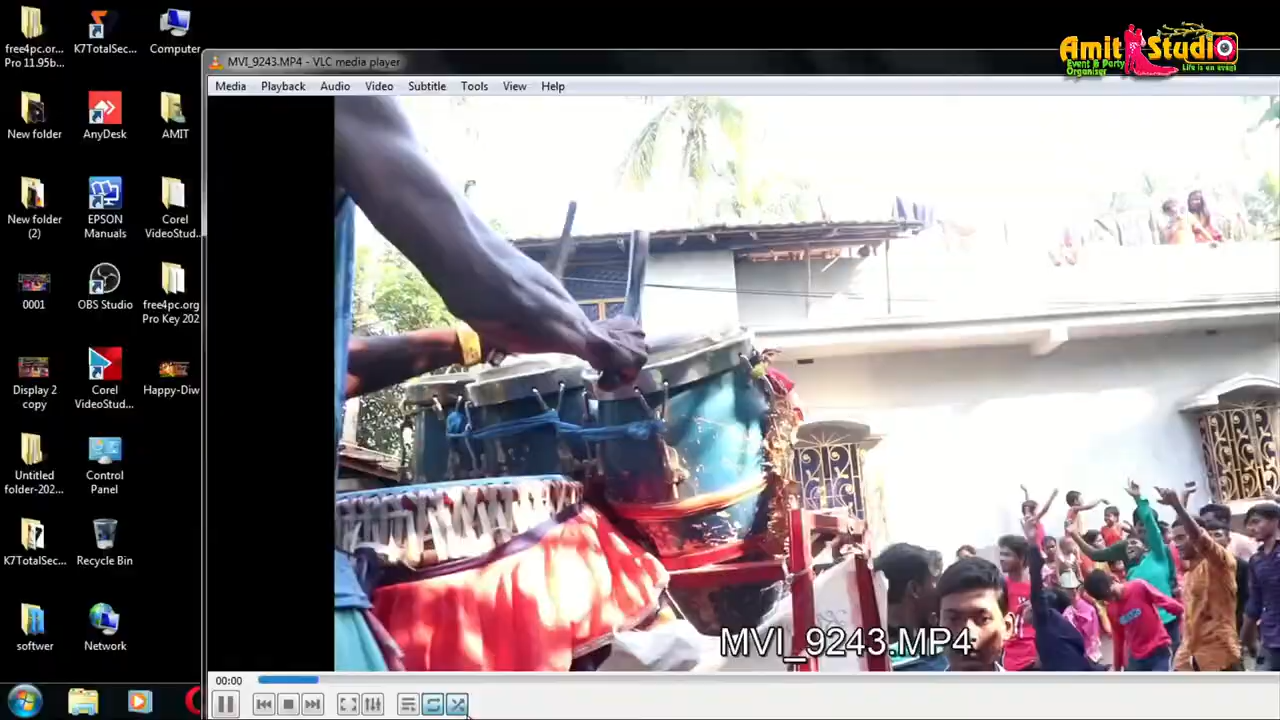 free4pc.or...
Pro 11.95b...
K7TotalSec...
Computer
New folder
AnyDesk
AMIT
New folder
(2)
EPSON
Manuals
Corel
VideoStud...
0001
OBS Studio
free4pc.org
Pro Key 202
Display 2
copy
Corel
VideoStud...
Happy-Diw
Untitled
folder-202...
Control
Panel
K7TotalSec...
Recycle Bin
softwer
Network
MVI_9243.MP4 - VLC media player
Media Playback Audio Video Subtitle Tools View Help
Amit Studio
Event & Party
Organiser
Life is an event
MVI_9243.MP4
00:00